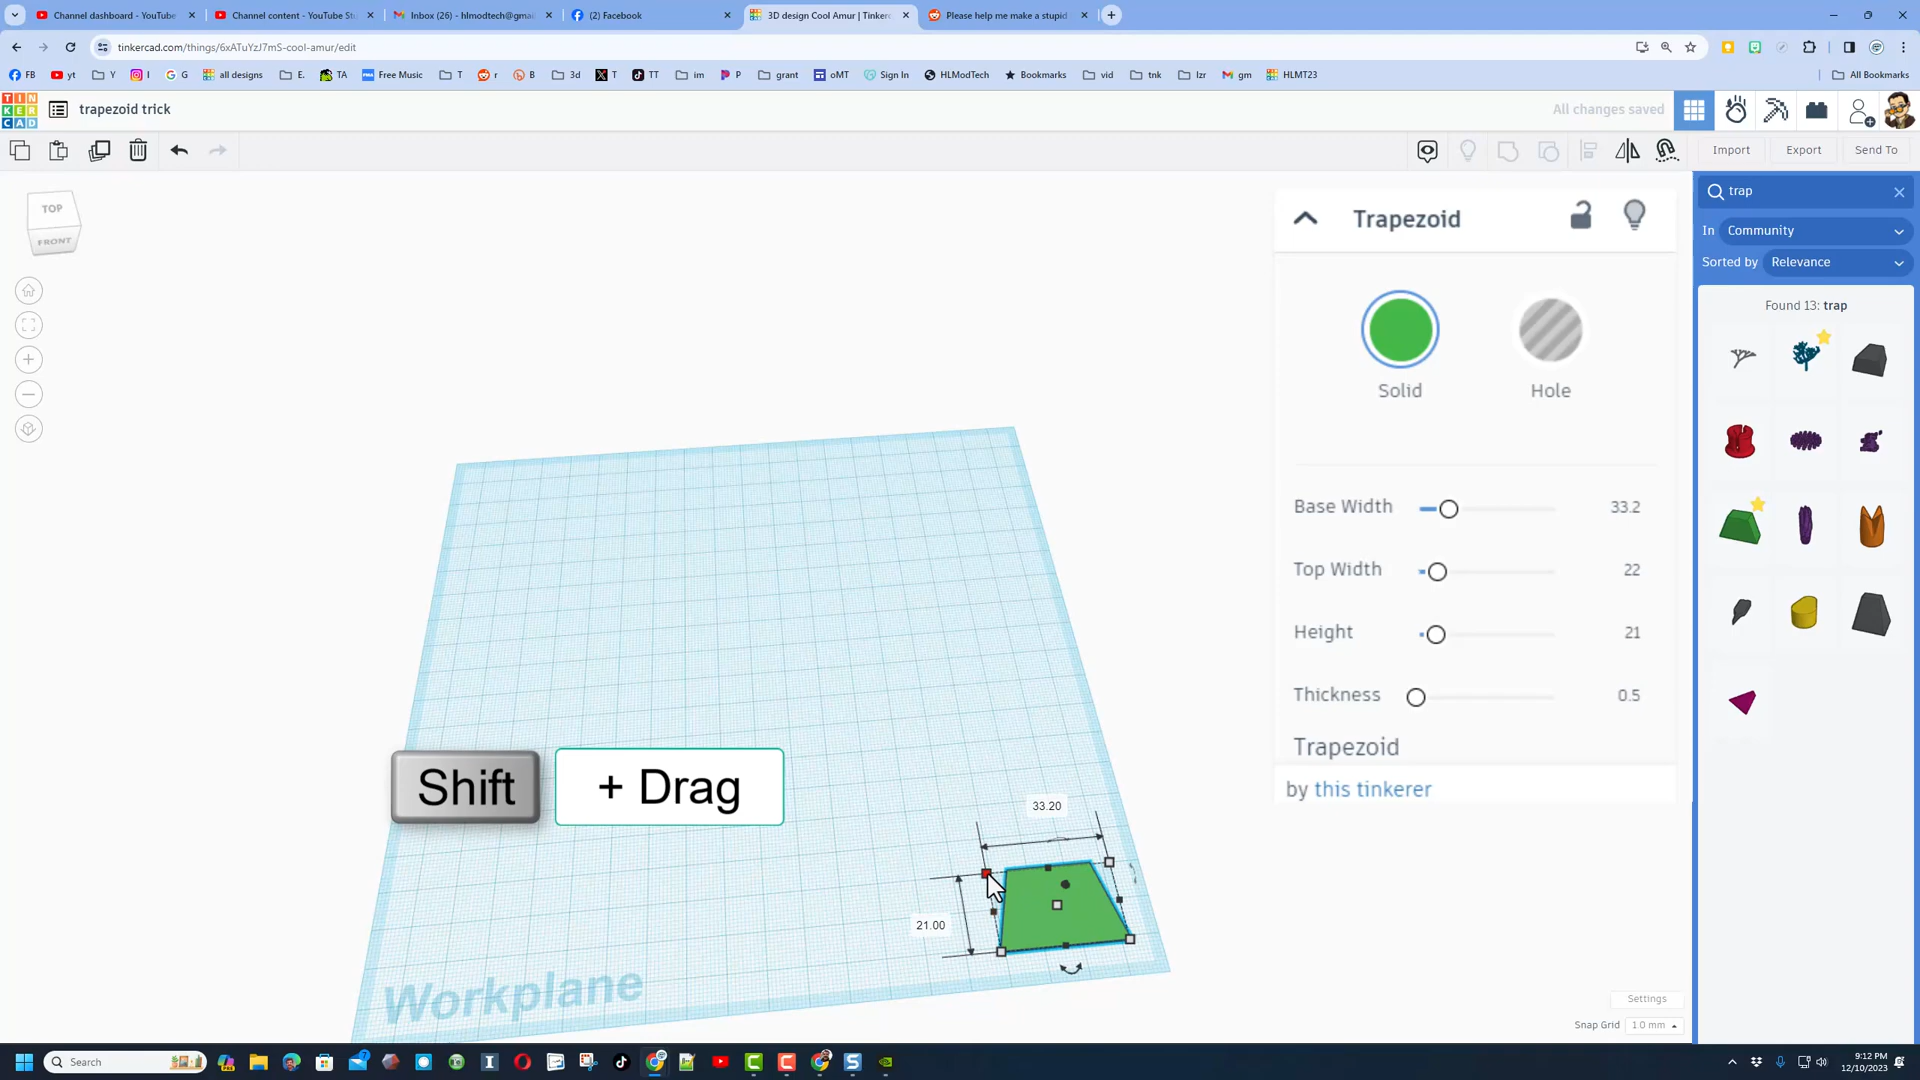 Channel dashboard - YouTube
Channel content - YouTube St
Inbox (26) - hlmodtech@gmai
(2) Facebook
3D design Cool Amur | Tinker
Please help me make a stupid
tinkercad.com/things/6xATuYzJ7mS-cool-amur/edit
FB
yt
Y
I
G
all designs
E.
TA
Free Music
T
r
B
3d
T
TT
im
P
grant
oMT
Sign In
HLModTech
Bookmarks
vid
tnk
lzr
gm
HLMT23
All Bookmarks
TIN
KER
CAD
trapezoid trick
All changes saved
Import
Export
Send To
TOP
FRONT
Trapezoid
Solid
Hole
Base Width 33.2
Top Width 22
Height 21
Thickness 0.5
Trapezoid
by this tinkerer
trap
In Community
Sorted by Relevance
Found 13: trap
Shift + Drag
33.20
21.00
Workplane
Settings
Snap Grid 1.0 mm
Search
9:12 PM
12/10/2023